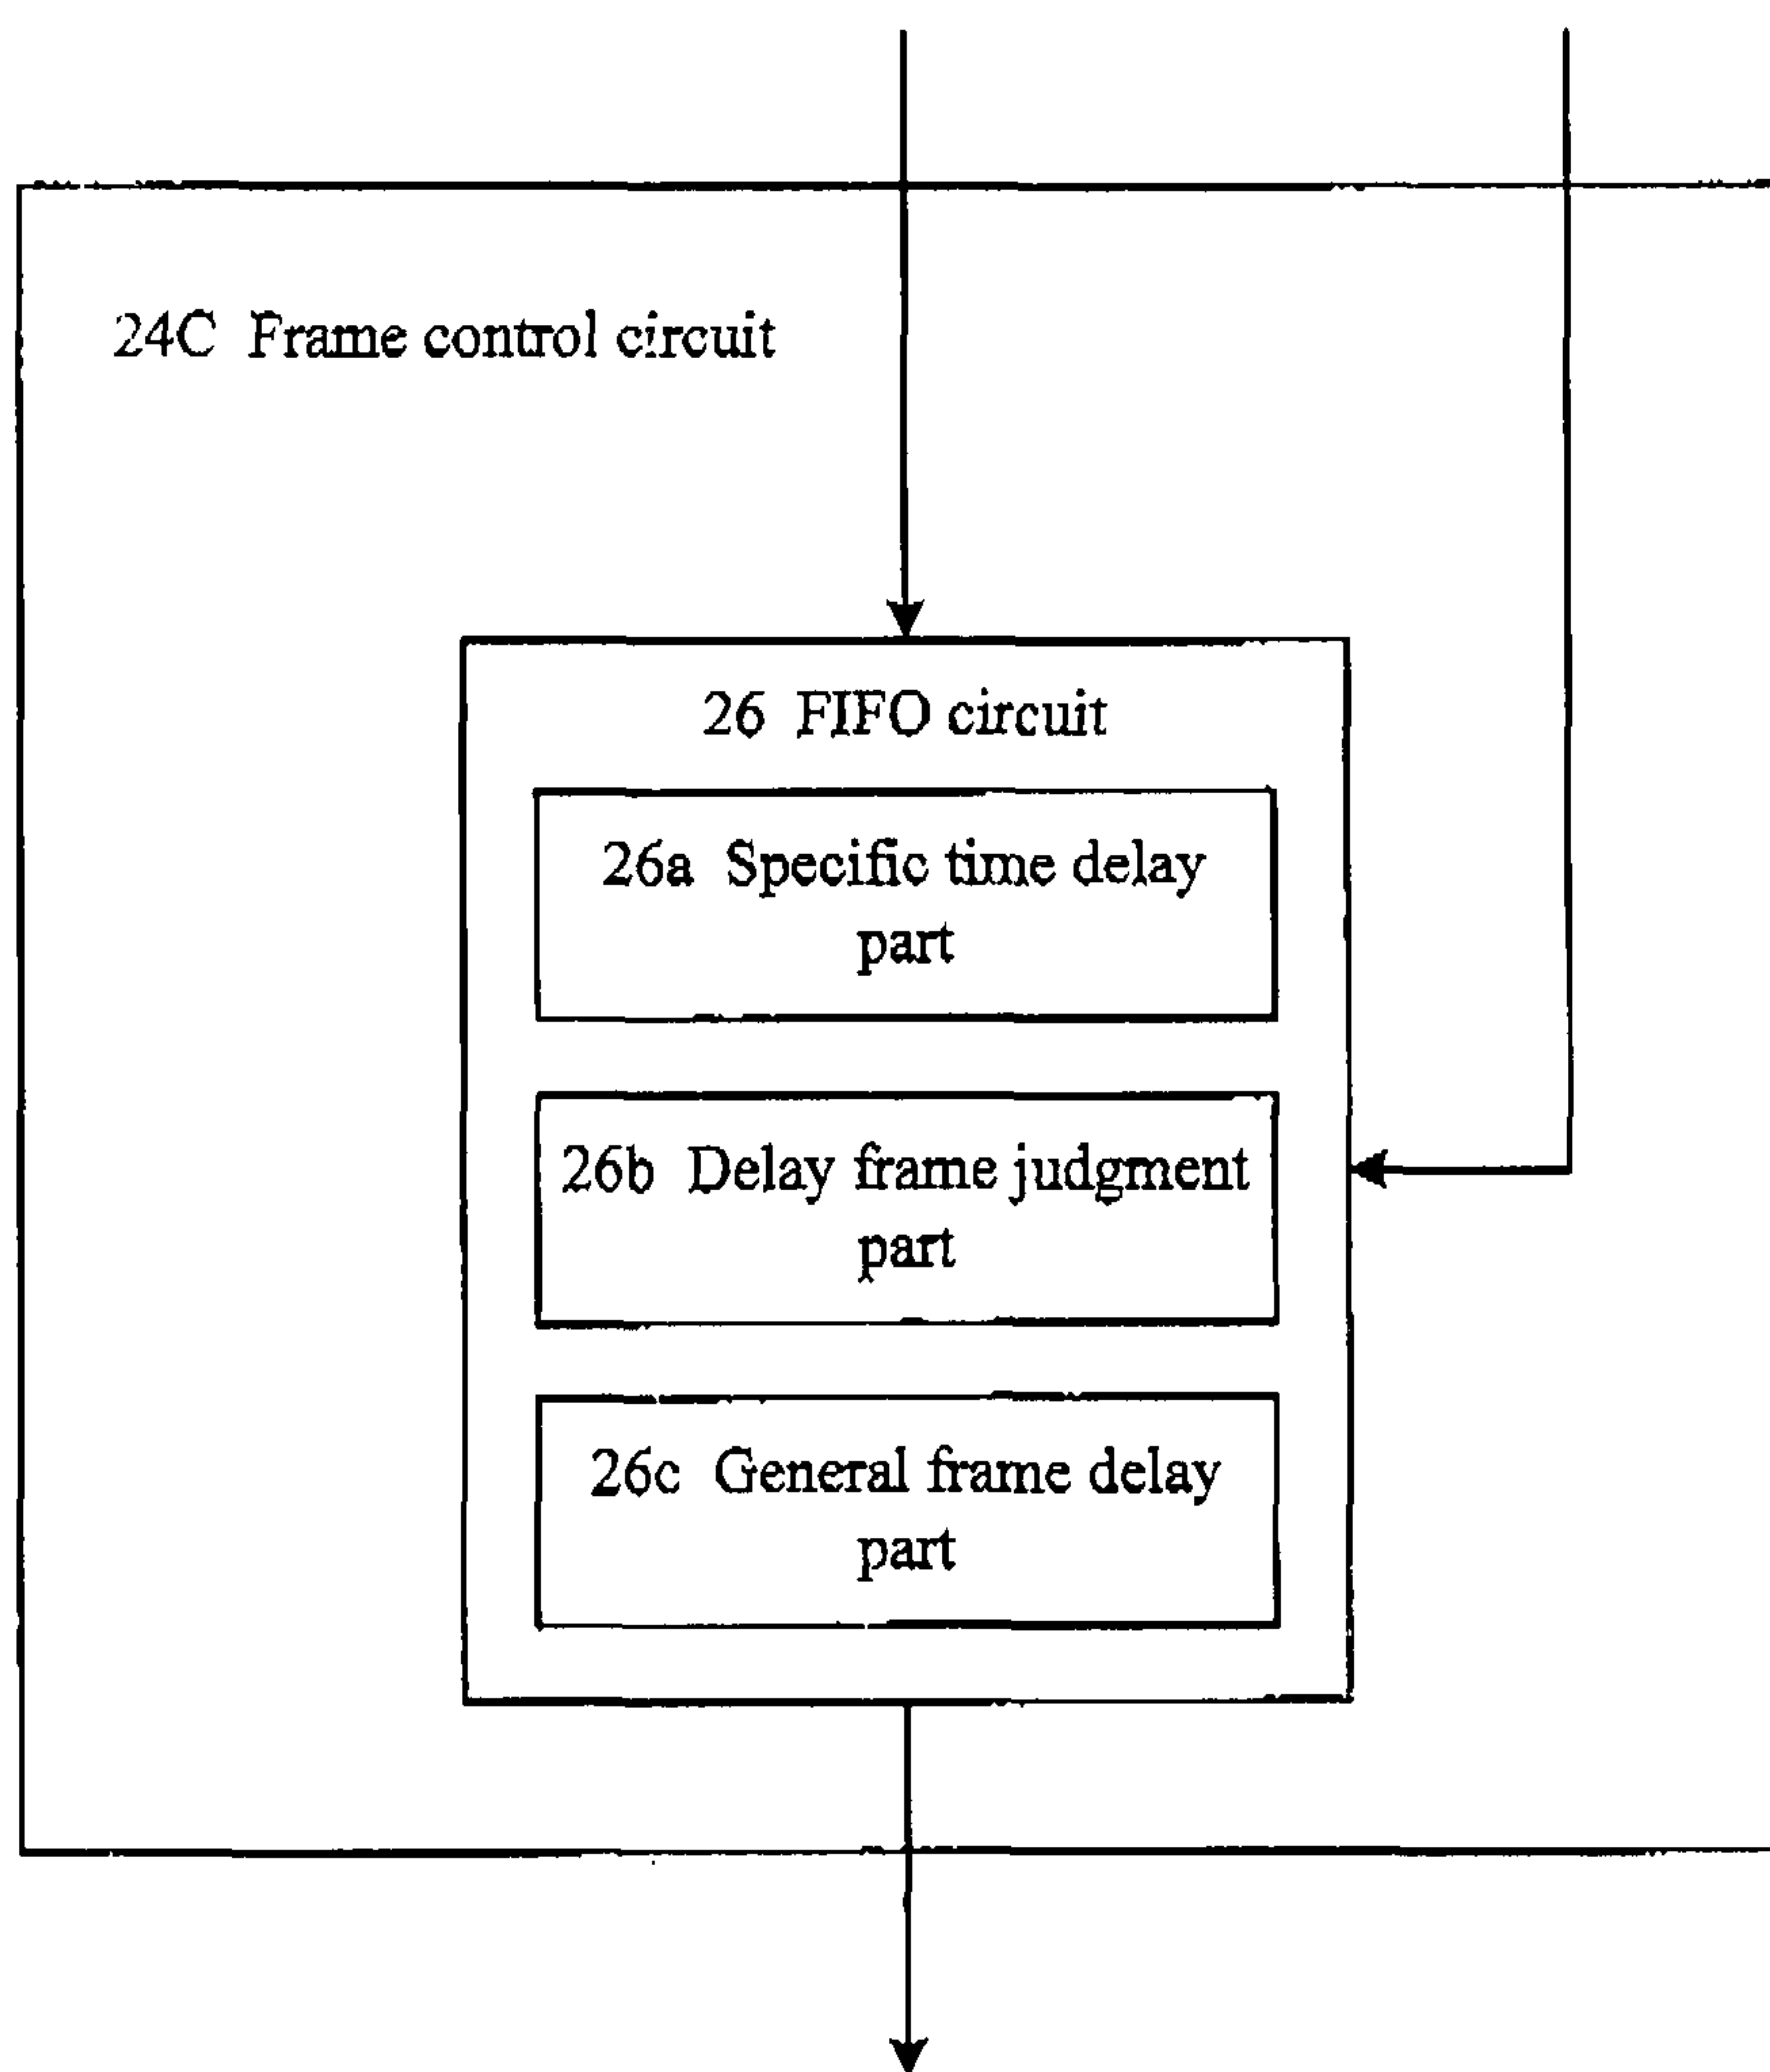 24C Frame control circuit
26 FIFO circuit
26a Specific time delay
part
26b Delay frame judgment
part
26c General frame delay
part